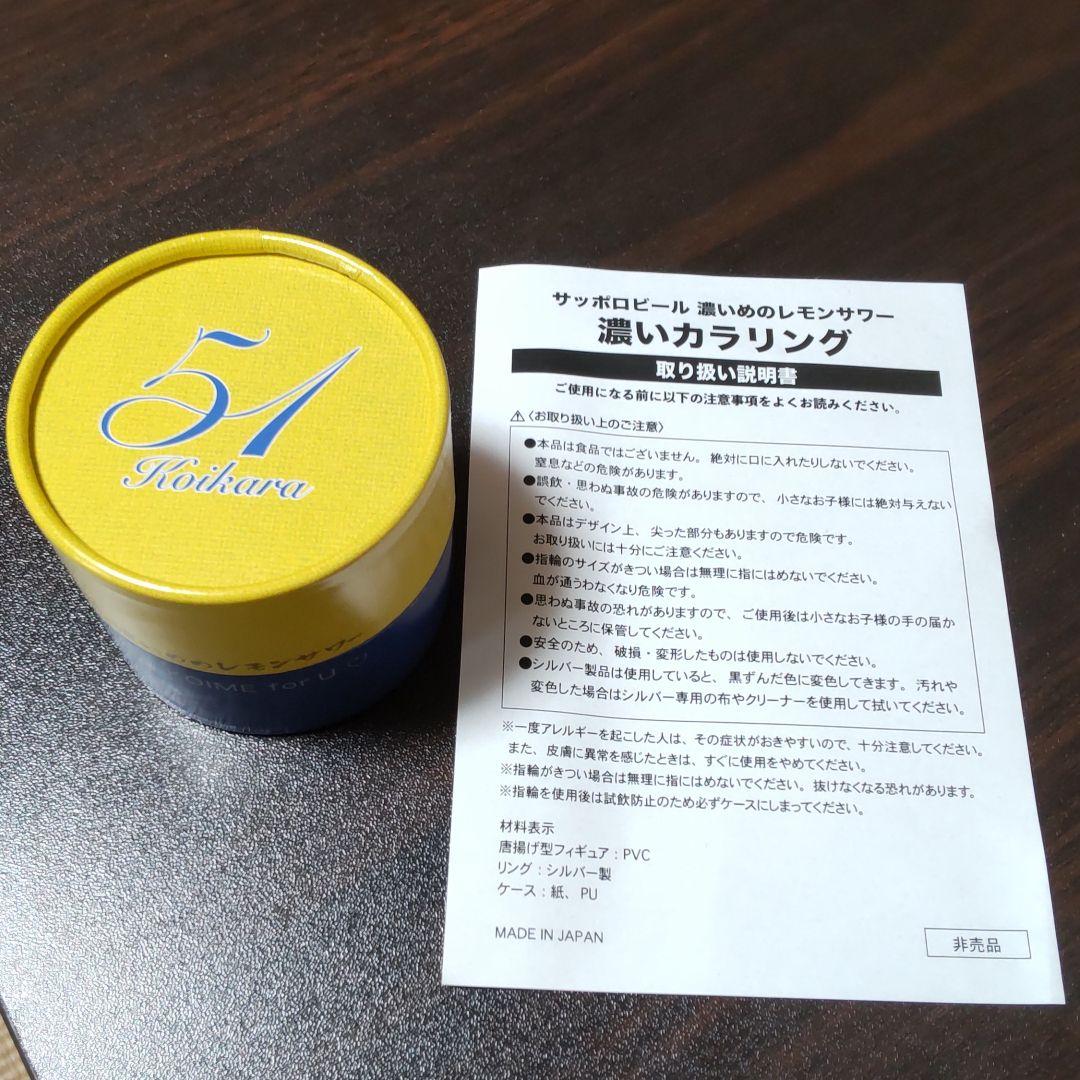 51
Koikara
めのレモンサワー
DIME for U
サッポロビール 濃いめのレモンサワー
濃いカラリング
取り扱い説明書
ご使用になる前に以下の注意事項をよくお読みください。
⚠〈お取り扱い上のご注意〉
●本品は食品ではございません。絶対に口に入れたりしないでください。
窒息などの危険があります。
●誤飲・思わぬ事故の危険がありますので、小さなお子様には絶対与えない
でください。
●本品はデザイン上、尖った部分もありますので危険です。
お取り扱いには十分にご注意ください。
●指輪のサイズがきつい場合は無理に指にはめないでください。
血が通うわなくなり危険です。
●思わぬ事故の恐れがありますので、ご使用後は小さなお子様の手の届か
ないところに保管してください。
●安全のため、破損・変形したものは使用しないでください。
●シルバー製品は使用していると、黒ずんだ色に変色してきます。汚れや
変色した場合はシルバー専用の布やクリーナーを使用して拭いてください。
※一度アレルギーを起こした人は、その症状がおきやすいので、十分注意してください。
また、皮膚に異常を感じたときは、すぐに使用をやめてください。
※指輪がきつい場合は無理に指にはめないでください。抜けなくなる恐れがあります。
※指輪を使用後は試飲防止のため必ずケースにしまってください。
材料表示
唐揚げ型フィギュア：PVC
リング：シルバー製
ケース：紙、PU
MADE IN JAPAN
非売品